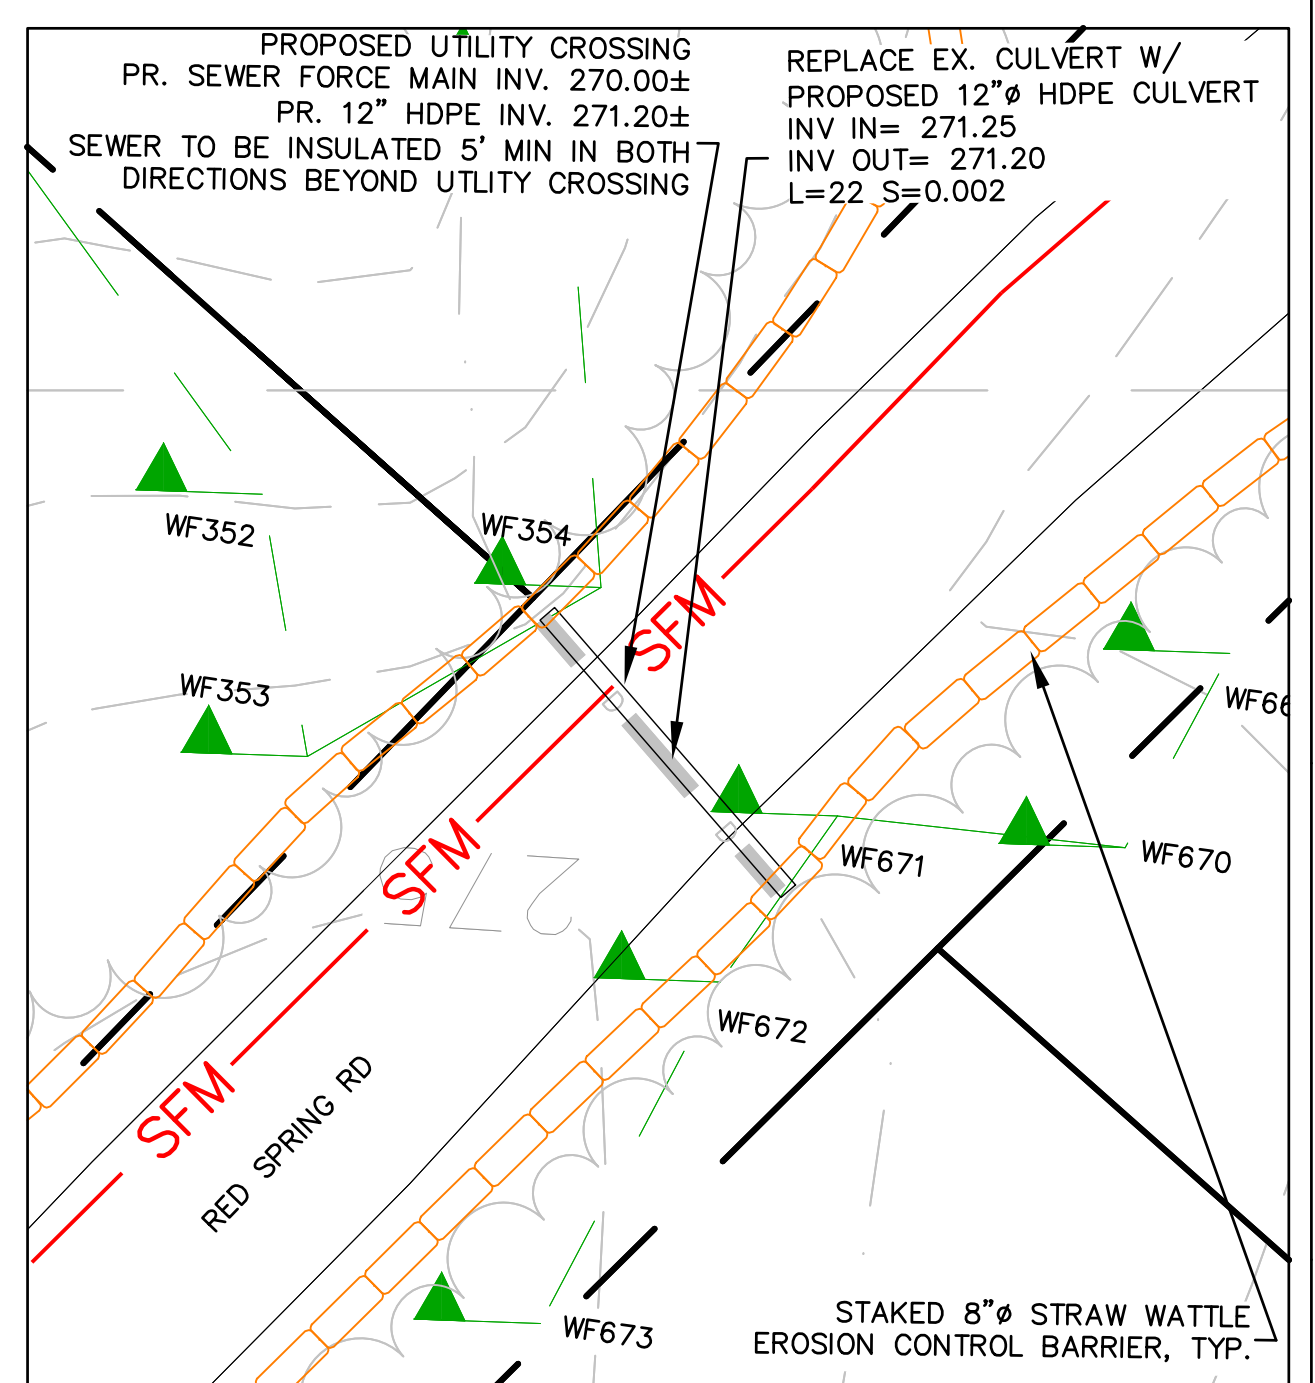 PROPOSED UTILITY CROSSING
PR. SEWER FORCE MAIN INV. 270.00±
PR. 12" HDPE INV. 271.20±
SEWER TO BE INSULATED 5' MIN IN BOTH
DIRECTIONS BEYOND UTLITY CROSSING
REPLACE EX. CULVERT W/
PROPOSED 12"ø HDPE CULVERT
INV IN= 271.25
INV OUT= 271.20
L=22 S=0.002
WF352
WF354
WF353
SFM
D
D
WF66
WF671
WF670
SFM
WF672
SFM
RED SPRING RD
WF673
STAKED 8"ø STRAW WATTLE
EROSION CONTROL BARRIER, TYP.